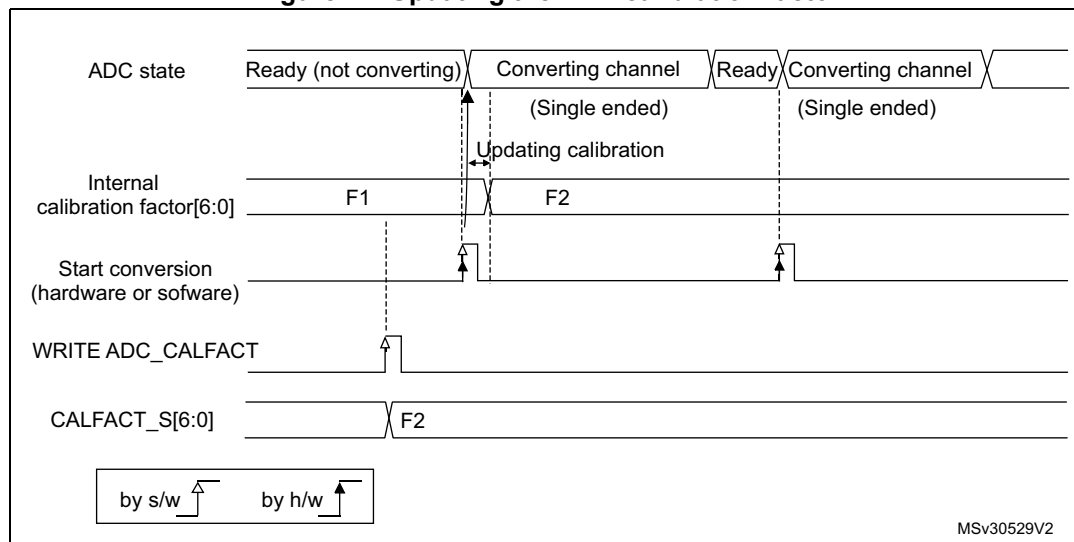 ADC state
Ready (not converting)
Converting channel
Ready
Converting channel
(Single ended)
(Single ended)
Updating calibration
Internal
calibration factor[6:0]
F1
F2
Start conversion
(hardware or sofware)
WRITE ADC_CALFACT
CALFACT_S[6:0]
F2
by s/w
by h/w
MSv30529V2